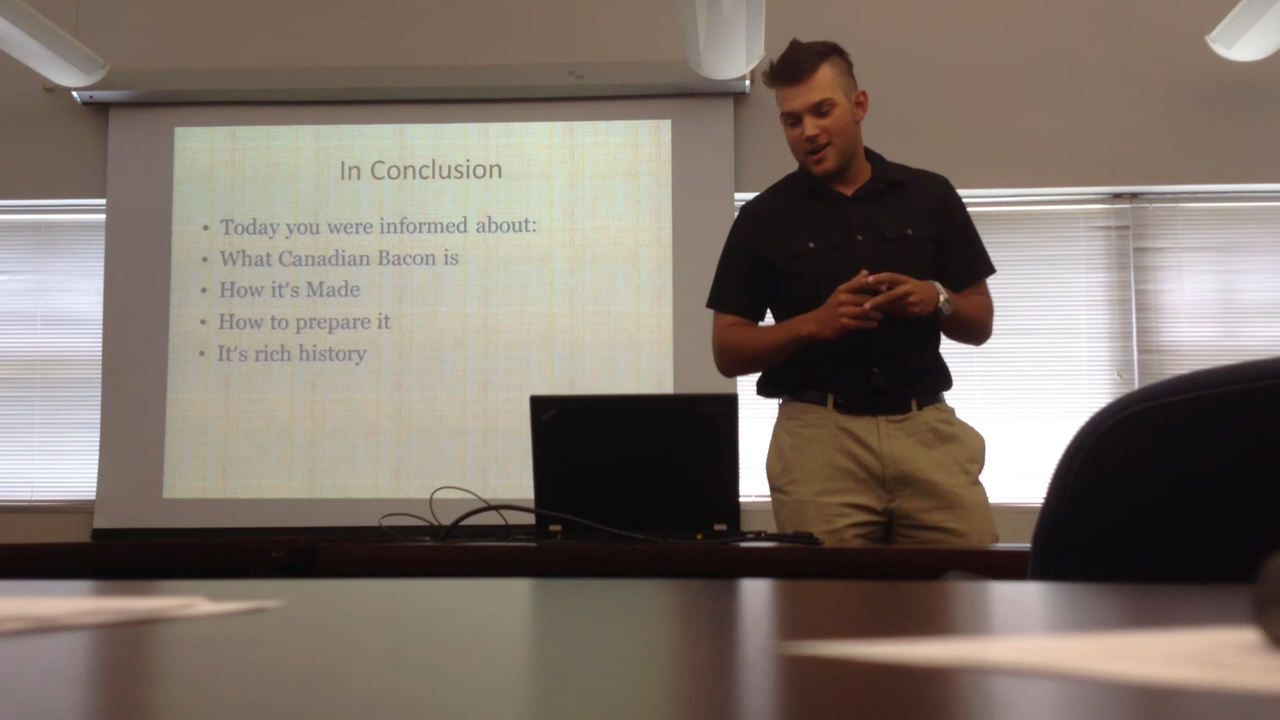 In Conclusion
• Today you were informed about:
• What Canadian Bacon is
• How it's Made
• How to prepare it
• It's rich history